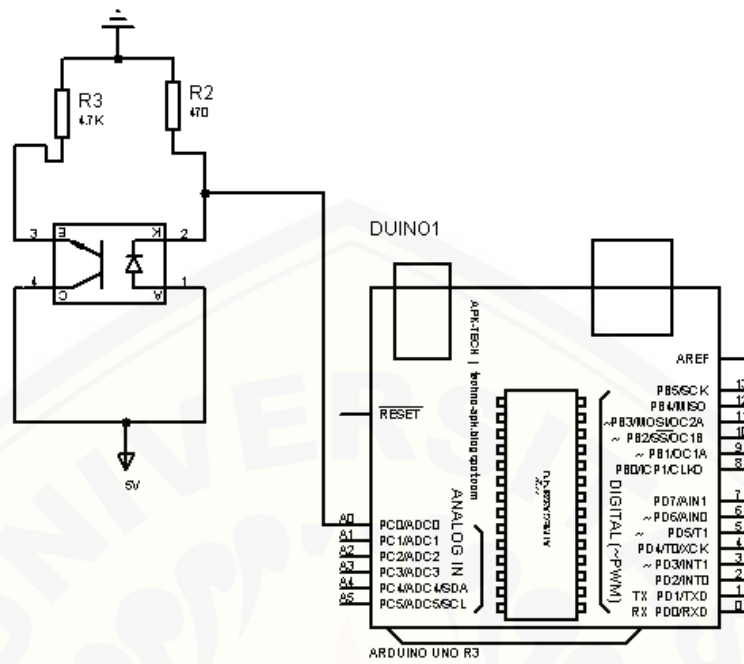 R3
4.7K
R2
470
3
E
K
2
4
C
A
1
5V
DUINO1
APK-TECH | techno-apk.blogspot.com
AREF
RESET
13
PB5/SCK
12
PB4/MISO
11
~PB3/MOSI/OC2A
10
~ PB2/SS/OC1B
9
~ PB1/OC1A
8
PB0/ICP1/CLKO
7
PD7/AIN1
6
~PD6/AIN0
5
~ PD5/T1
4
PD4/T0/XCK
3
~PD3/INT1
2
PD2/INT0
1
TX PD1/TXD
0
RX PD0/RXD
A0
PC0/ADC0
A1
PC1/ADC1
A2
PC2/ADC2
A3
PC3/ADC3
A4
PC4/ADC4/SDA
A5
PC5/ADC5/SCL
ANALOG IN
DIGITAL (~PWM)
ARDUINO UNO R3